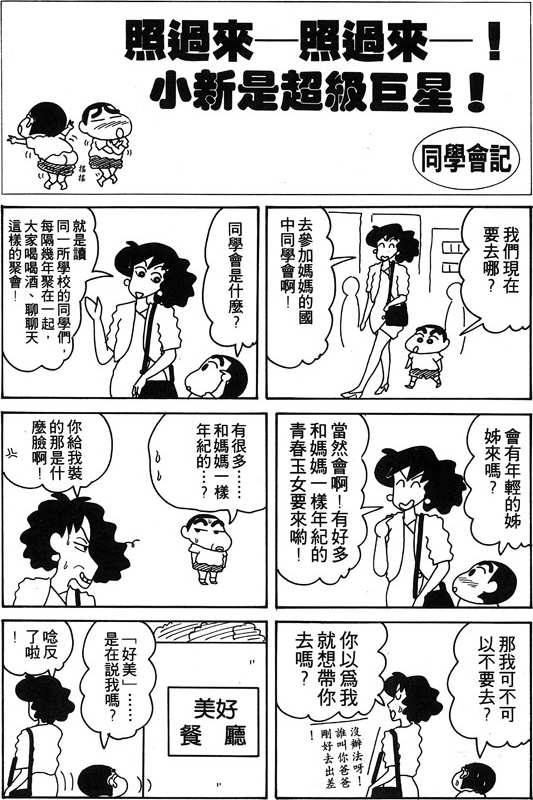 照過來─照過來─！
小新是超級巨星！
同學會記
搖
搖
我們現在
要去哪？
去參加媽媽的國
中同學會啊！
同學會是什麼？
就是讀
同一所學校的同學們，
每隔幾年聚在一起，
大家喝喝酒、聊聊天
這樣的聚會！
會有年輕的姊
姊來嗎？
當然會啊！有好多
和媽媽一樣年紀的
青春玉女要來喲！
有很多……
和媽媽一樣
年紀的…？
你給我裝
的那是什
麼臉啊！
那我可不可
以不要去？
你以為我
就想帶你
去嗎？
沒辦法呀！
誰叫你爸爸
剛好去出差
！
美好
餐廳
「好美」……
是在說我嗎？
唸反
了啦
！